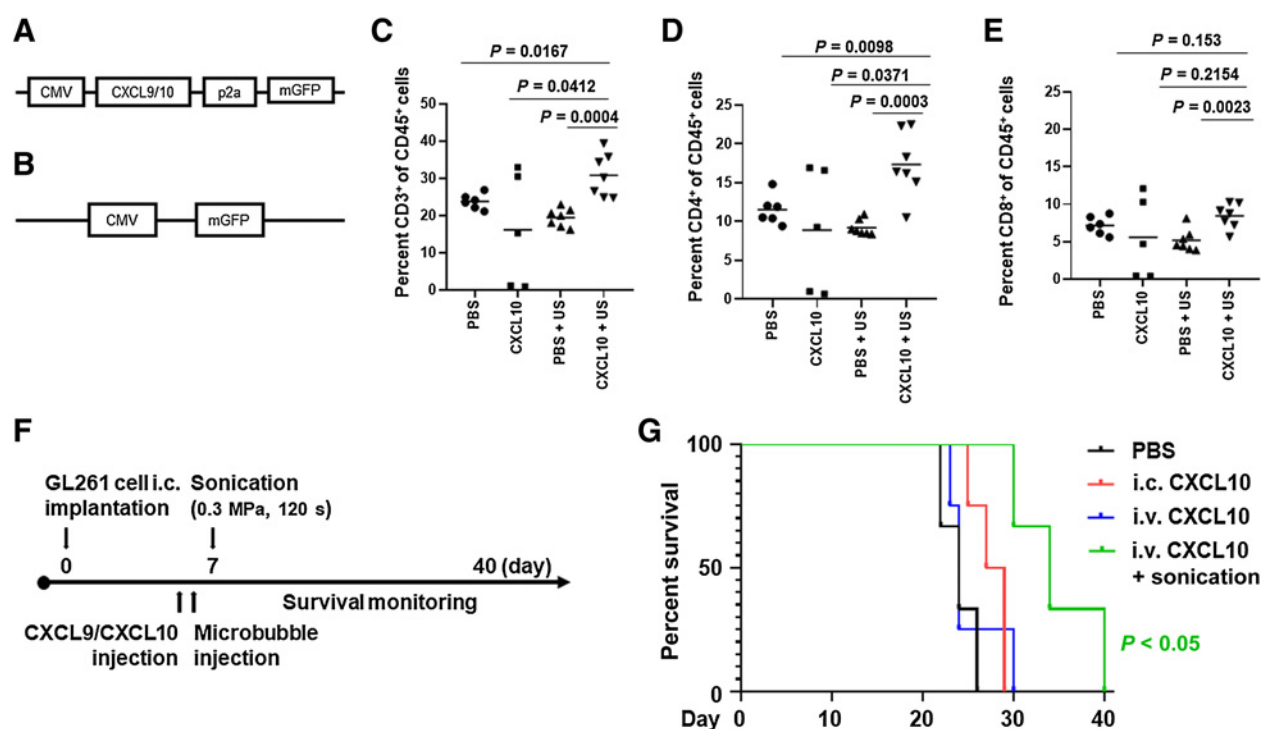 A
CMV
CXCL9/10
p2a
mGFP
B
CMV
mGFP
C
P = 0.0167
P = 0.0412
P = 0.0004
Percent CD3⁺ of CD45⁺ cells
50
40
30
20
10
0
PBS
CXCL10
PBS + US
CXCL10 + US
D
P = 0.0098
P = 0.0371
P = 0.0003
Percent CD4⁺ of CD45⁺ cells
25
20
15
10
5
0
PBS
CXCL10
PBS + US
CXCL10 + US
E
P = 0.153
P = 0.2154
P = 0.0023
Percent CD8⁺ of CD45⁺ cells
25
20
15
10
5
0
PBS
CXCL10
PBS + US
CXCL10 + US
F
GL261 cell i.c.
implantation
Sonication
(0.3 MPa, 120 s)
0
7
40 (day)
Survival monitoring
CXCL9/CXCL10
injection
Microbubble
injection
G
Percent survival
100
50
0
Day
0
10
20
30
40
PBS
i.c. CXCL10
i.v. CXCL10
i.v. CXCL10
+ sonication
P < 0.05